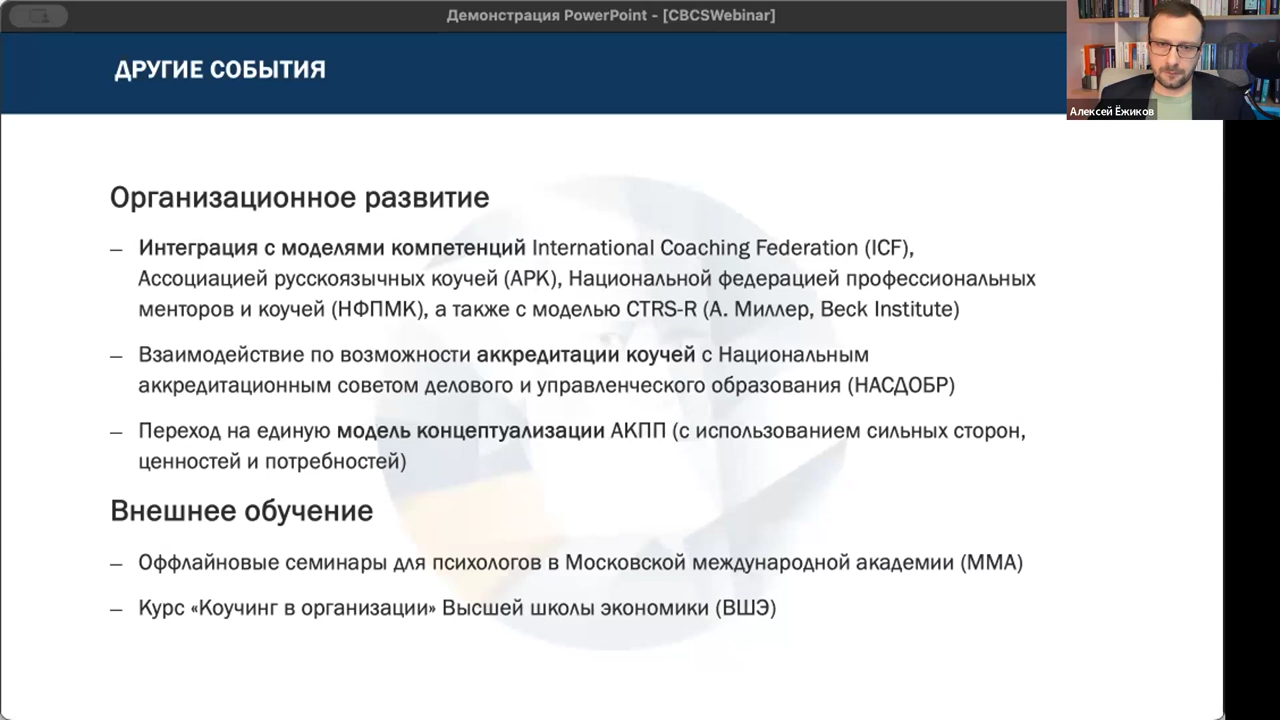 Демонстрация PowerPoint - [CBCSWebinar]
ДРУГИЕ СОБЫТИЯ
Алексей Ёжиков
Организационное развитие
– Интеграция с моделями компетенций International Coaching Federation (ICF),
Ассоциацией русскоязычных коучей (АРК), Национальной федерацией профессиональных
менторов и коучей (НФПМК), а также с моделью CTRS-R (А. Миллер, Beck Institute)
– Взаимодействие по возможности аккредитации коучей с Национальным
аккредитационным советом делового и управленческого образования (НАСДОБР)
– Переход на единую модель концептуализации АКПП (с использованием сильных сторон,
ценностей и потребностей)
Внешнее обучение
– Оффлайновые семинары для психологов в Московской международной академии (ММА)
– Курс «Коучинг в организации» Высшей школы экономики (ВШЭ)